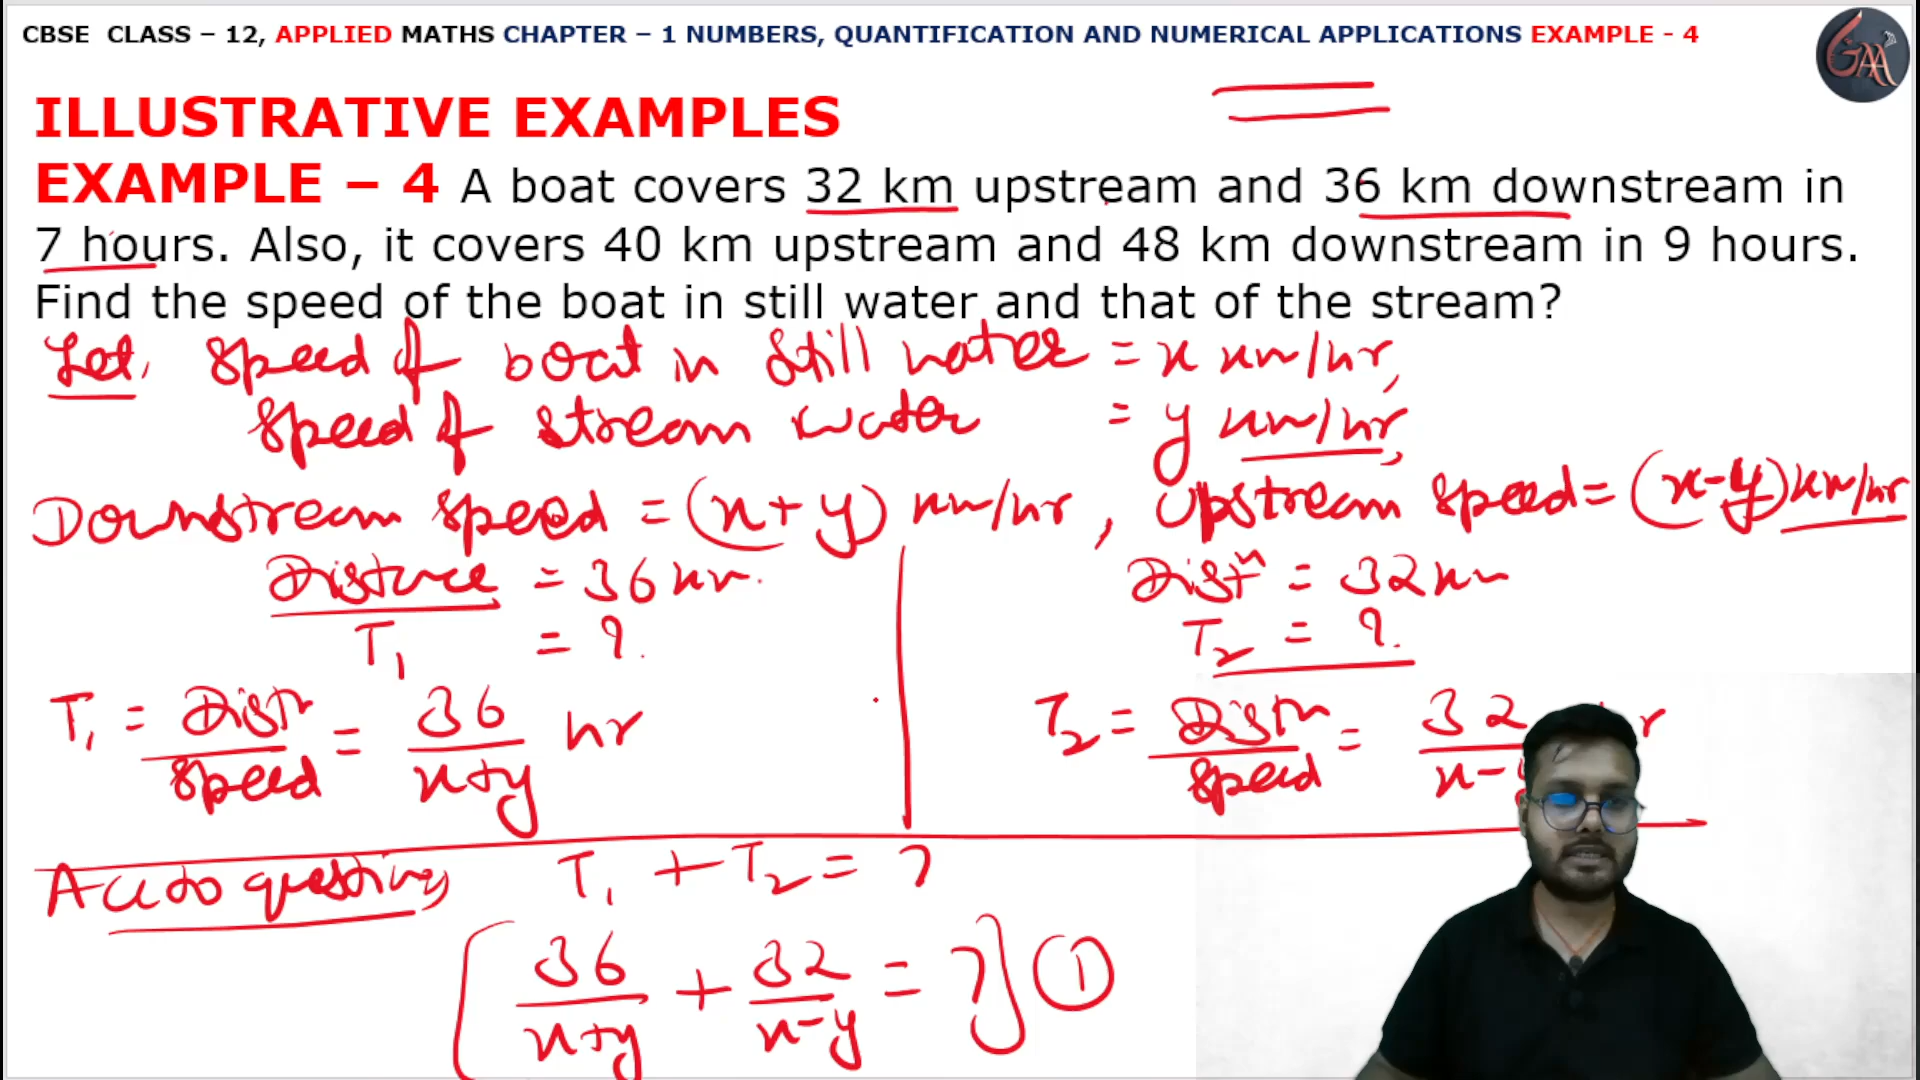 CBSE CLASS – 12, APPLIED MATHS CHAPTER – 1 NUMBERS, QUANTIFICATION AND NUMERICAL APPLICATIONS EXAMPLE - 4
GAA
ILLUSTRATIVE EXAMPLES
EXAMPLE – 4 A boat covers 32 km upstream and 36 km downstream in
7 hours. Also, it covers 40 km upstream and 48 km downstream in 9 hours.
Find the speed of the boat in still water and that of the stream?
Let, Speed of boat in still water = x km/hr,
Speed of stream water = y km/hr,
Downstream speed = (x+y) km/hr, Upstream speed = (x-y) km/hr
Distance = 36 km. Distn = 32 km
T1 = ? T2 = ?
T1 = Distn/Speed = 36/x+y hr T2 = Distn/Speed = 32/x-
A/c to question, T1 + T2 = 7
[36/x+y + 32/x-y = 7] ①